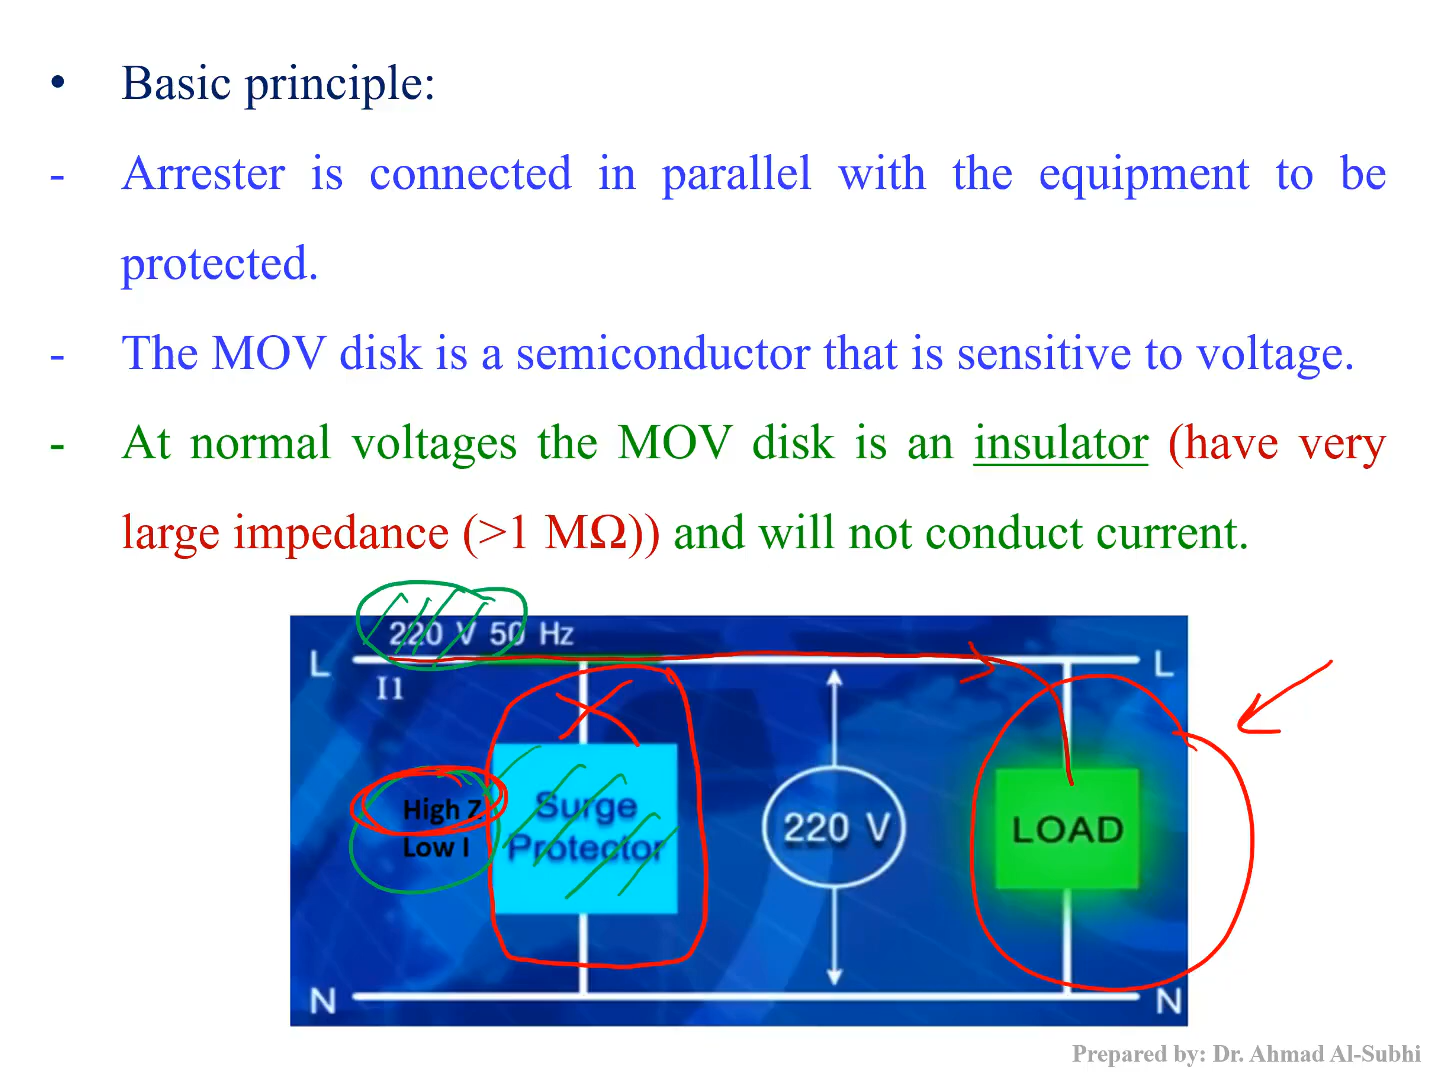 • Basic principle:
- Arrester is connected in parallel with the equipment to be
protected.
- The MOV disk is a semiconductor that is sensitive to voltage.
- At normal voltages the MOV disk is an insulator (have very
large impedance (>1 MΩ)) and will not conduct current.
220 V 50 Hz
L
L
I1
High Z
Low I
Surge
Protector
220 V
LOAD
N
N
Prepared by: Dr. Ahmad Al-Subhi